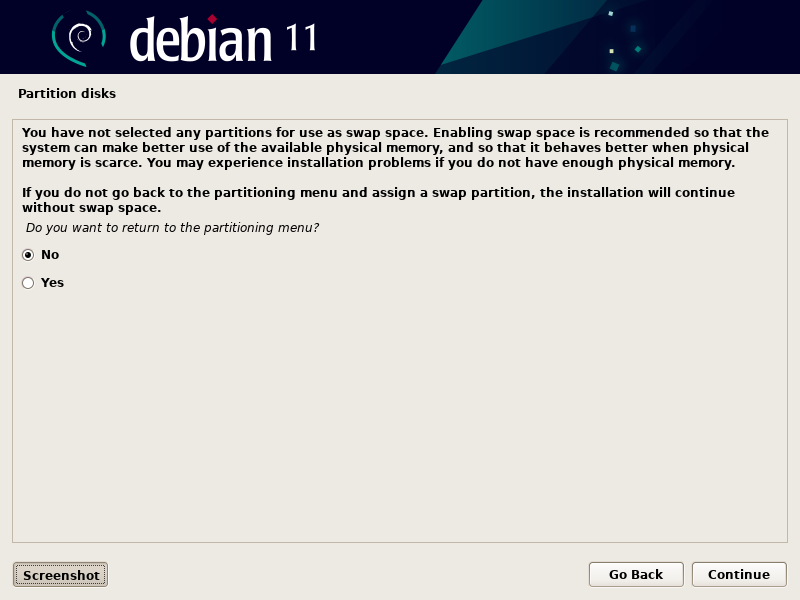 debian 11
Partition disks
You have not selected any partitions for use as swap space. Enabling swap space is recommended so that the
system can make better use of the available physical memory, and so that it behaves better when physical
memory is scarce. You may experience installation problems if you do not have enough physical memory.
If you do not go back to the partitioning menu and assign a swap partition, the installation will continue
without swap space.
Do you want to return to the partitioning menu?
No
Yes
Screenshot
Go Back
Continue